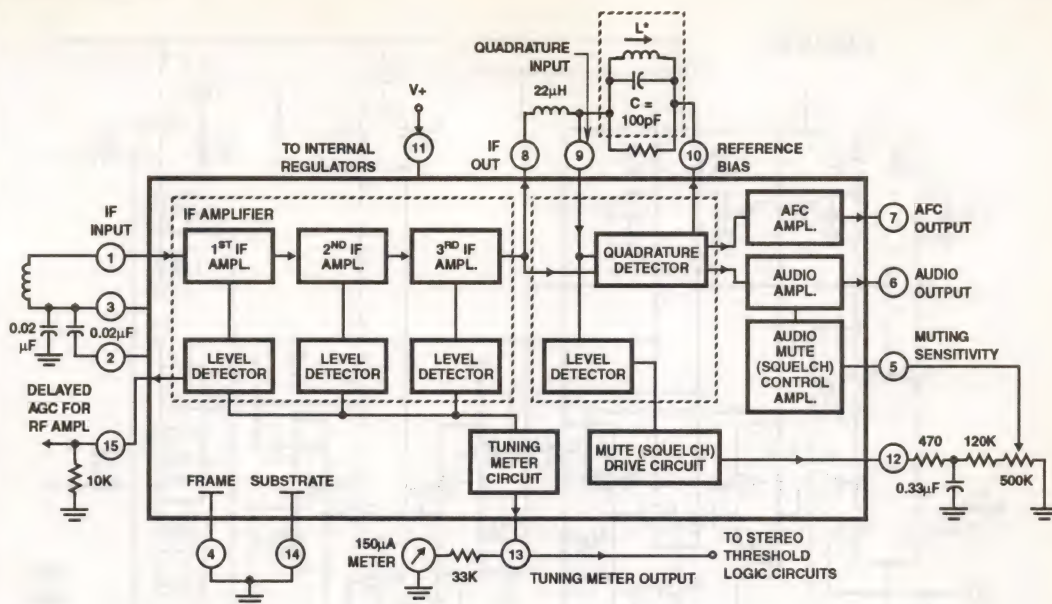 L*
QUADRATURE
INPUT
22µH
C =
100pF
V+
TO INTERNAL
REGULATORS
11
IF
OUT
8
9
10
REFERENCE
BIAS
IF
INPUT
1
3
2
0.02
µF
0.02µF
IF AMPLIFIER
1ST IF
AMPL.
2ND IF
AMPL.
3RD IF
AMPL.
LEVEL
DETECTOR
LEVEL
DETECTOR
LEVEL
DETECTOR
QUADRATURE
DETECTOR
LEVEL
DETECTOR
AFC
AMPL.
7
AFC
OUTPUT
AUDIO
AMPL.
6
AUDIO
OUTPUT
AUDIO
MUTE
(SQUELCH)
CONTROL
AMPL.
MUTING
SENSITIVITY
5
DELAYED
AGC FOR
RF AMPL
15
10K
TUNING
METER
CIRCUIT
MUTE (SQUELCH)
DRIVE CIRCUIT
12
470
120K
0.33µF
500K
FRAME
SUBSTRATE
4
14
150µA
METER
33K
13
TUNING METER OUTPUT
TO STEREO
THRESHOLD
LOGIC CIRCUITS